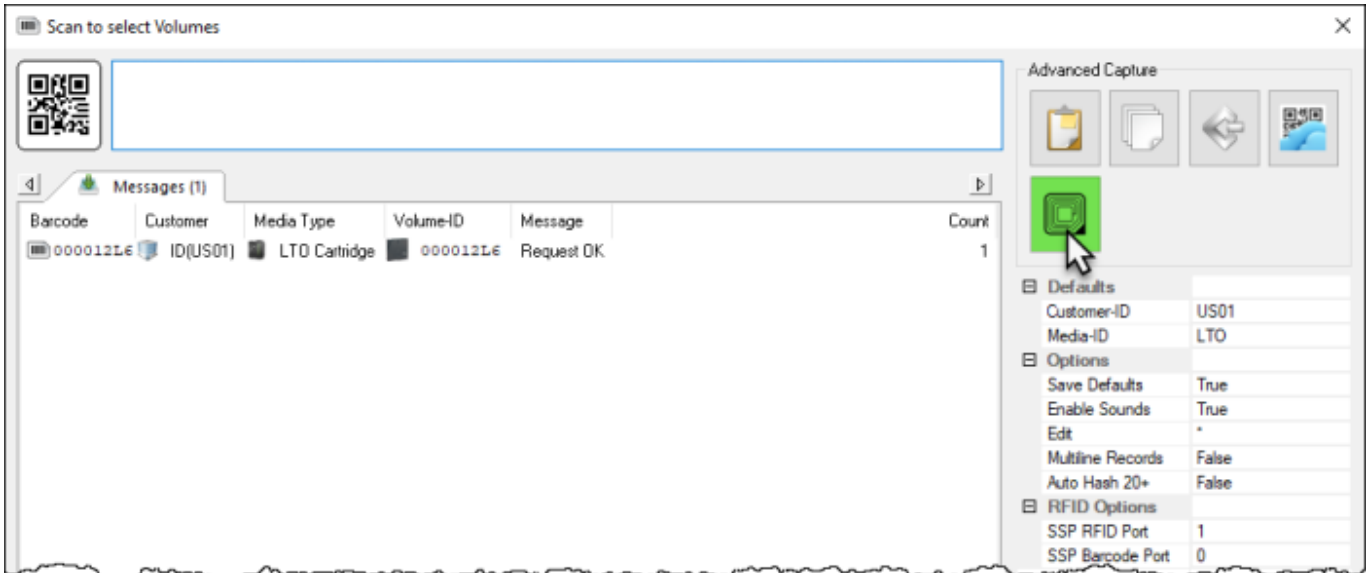 Scan to select Volumes
Advanced Capture
Messages (1)
Barcode Customer Media Type Volume-ID Message Count
000012L6 ID(US01) LTO Cartridge 000012L6 Request OK 1
Defaults
Customer-ID US01
Media-ID LTO
Options
Save Defaults True
Enable Sounds True
Edit *
Multiline Records False
Auto Hash 20+ False
RFID Options
SSP RFID Port 1
SSP Barcode Port 0